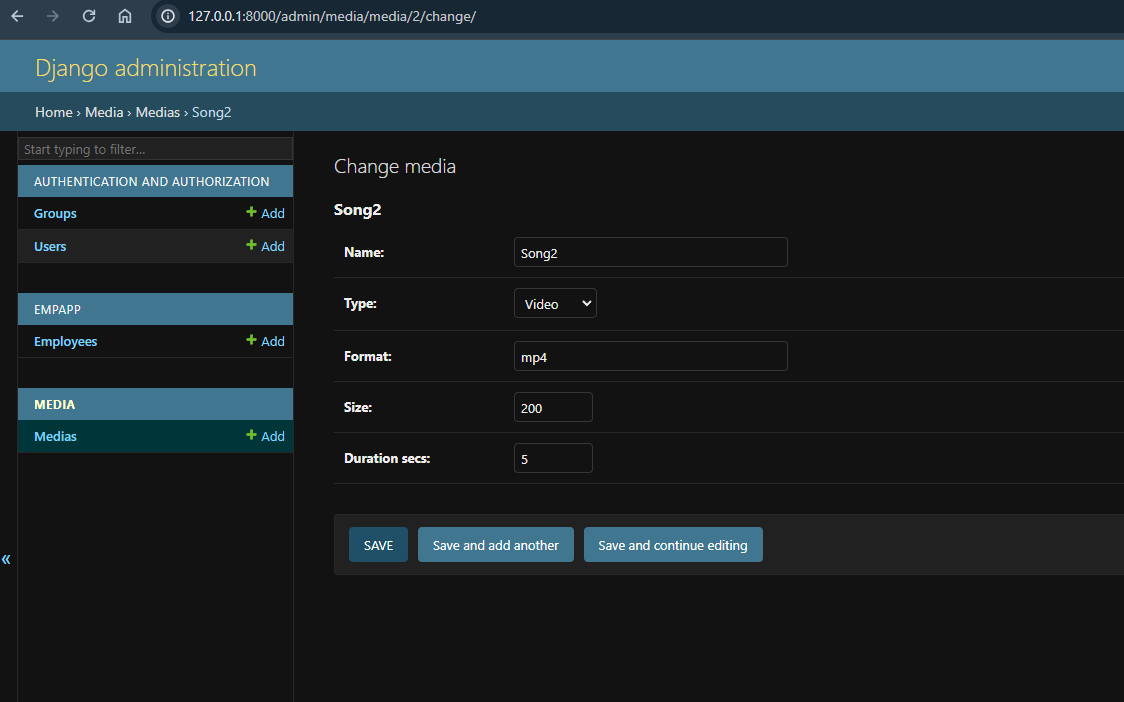 127.0.0.1:8000/admin/media/media/2/change/
Django administration
Home › Media › Medias › Song2
Start typing to filter...
AUTHENTICATION AND AUTHORIZATION
Groups + Add
Users + Add
EMPAPP
Employees + Add
MEDIA
Medias + Add
«
Change media
Song2
Name: Song2
Type: Video
Format: mp4
Size: 200
Duration secs: 5
SAVE Save and add another Save and continue editing